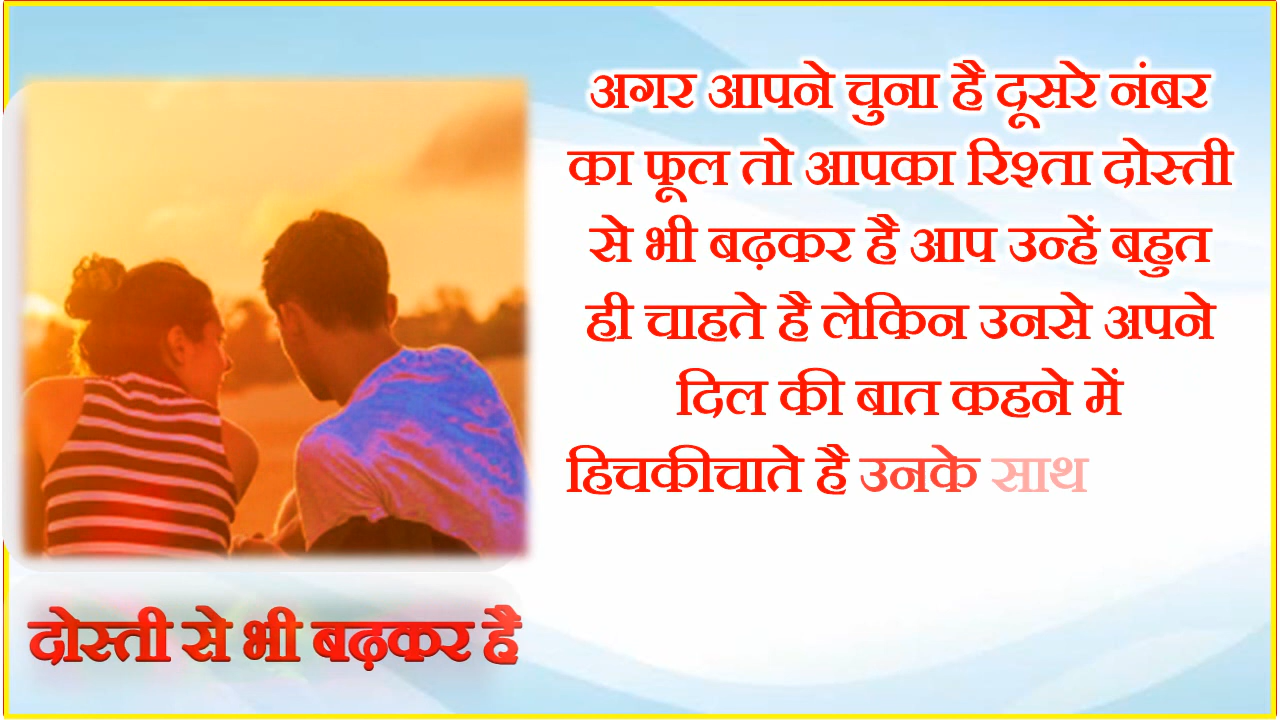 अगर आपने चुना है दूसरे नंबर
का फूल तो आपका रिश्ता दोस्ती
से भी बढ़कर है आप उन्हें बहुत
ही चाहते है लेकिन उनसे अपने
दिल की बात कहने में
हिचकीचाते है उनके साथ
दोस्ती से भी बढ़कर है